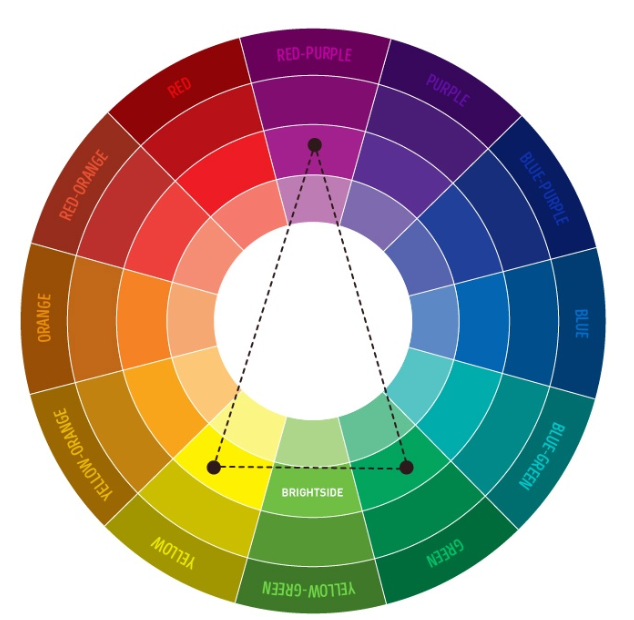 RED-PURPLE
PURPLE
BLUE-PURPLE
BLUE
BLUE-GREEN
GREEN
YELLOW-GREEN
YELLOW
YELLOW-ORANGE
ORANGE
RED-ORANGE
RED
BRIGHTSIDE